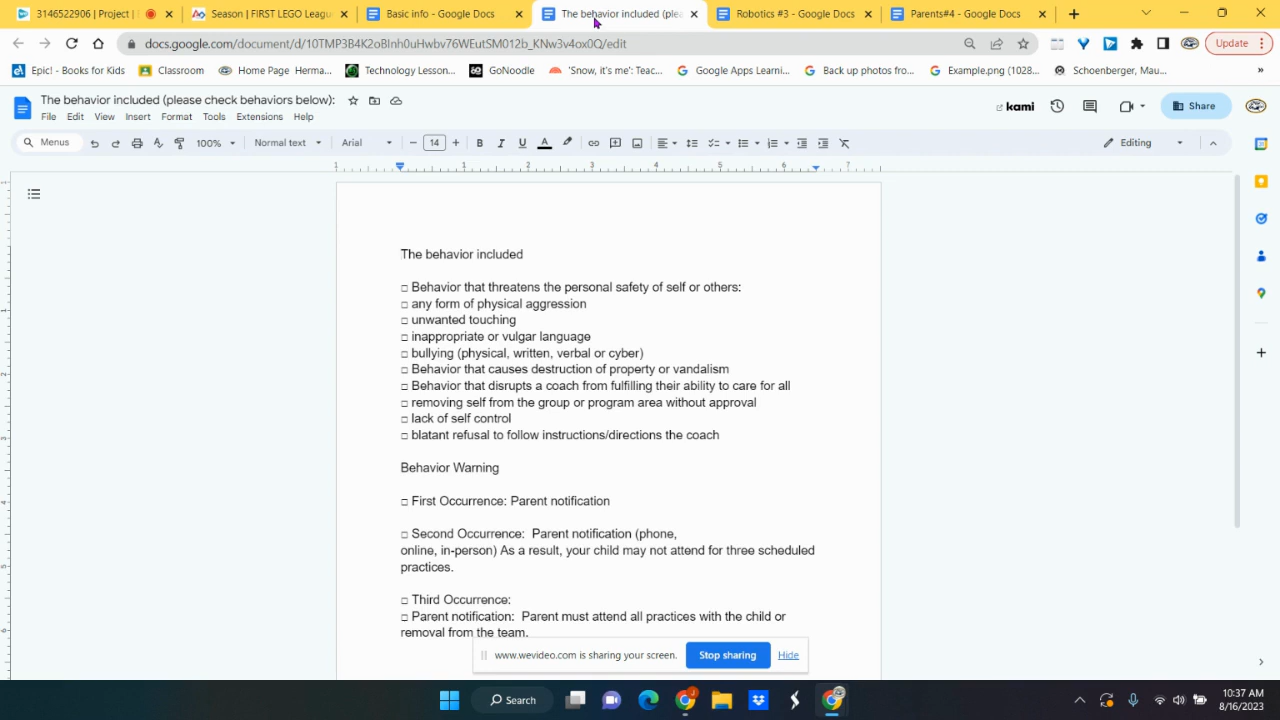 3146522906 | Project |
Season | FIRST LEGO Leagu
Basic info - Google Docs
The behavior included (plea
Robotics #3 - Google Docs
Parents#4 - Google Docs
Update
Epic! - Books for Kids
Classroom
Home Page Herma...
Technology Lesson...
GoNoodle
'Snow, it's me': Teac...
Google Apps Learni...
Back up photos fro...
Example.png (1028...
Schoenberger, Mau...
The behavior included (please check behaviors below):
File Edit View Insert Format Tools Extensions Help
kami
Share
Menus
100%
Normal text
Arial
14
Editing
1 1 2 3 4 5 6 7
The behavior included
□ Behavior that threatens the personal safety of self or others:
□ any form of physical aggression
□ unwanted touching
□ inappropriate or vulgar language
□ bullying (physical, written, verbal or cyber)
□ Behavior that causes destruction of property or vandalism
□ Behavior that disrupts a coach from fulfilling their ability to care for all
□ removing self from the group or program area without approval
□ lack of self control
□ blatant refusal to follow instructions/directions the coach
Behavior Warning
□ First Occurrence: Parent notification
□ Second Occurrence:  Parent notification (phone,
online, in-person) As a result, your child may not attend for three scheduled
practices.
□ Third Occurrence:
□ Parent notification:  Parent must attend all practices with the child or
removal from the team.
www.wevideo.com is sharing your screen.
Stop sharing
Hide
Search
10:37 AM
8/16/2023